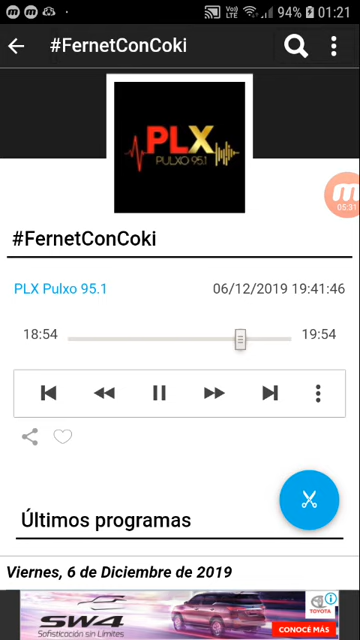 VoD LTE 94% 01:21
#FernetConCoki
PLX
PULXO 95.1
05:31
#FernetConCoki
PLX Pulxo 95.1 06/12/2019 19:41:46
18:54 19:54
Últimos programas
Viernes, 6 de Diciembre de 2019
SW4
Sofisticación sin Límites
TOYOTA
CONOCÉ MÁS